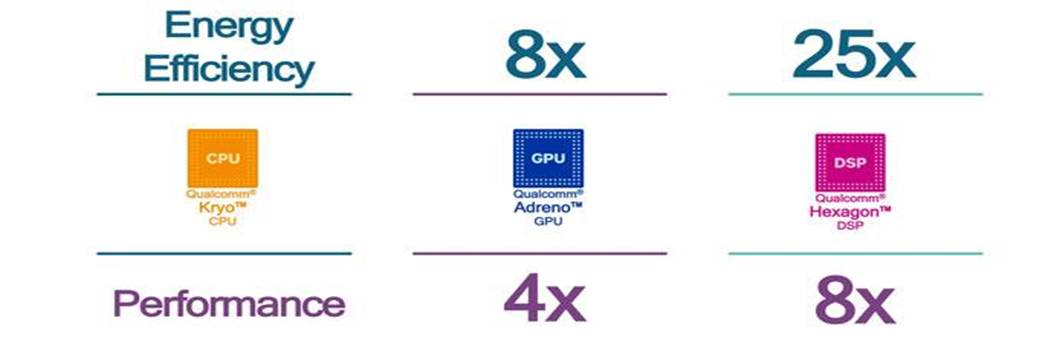 Energy
Efficiency
8x
25x
CPU
Qualcomm®
Kryo™
CPU
GPU
Qualcomm®
Adreno™
GPU
DSP
Qualcomm®
Hexagon™
DSP
Performance
4x
8x